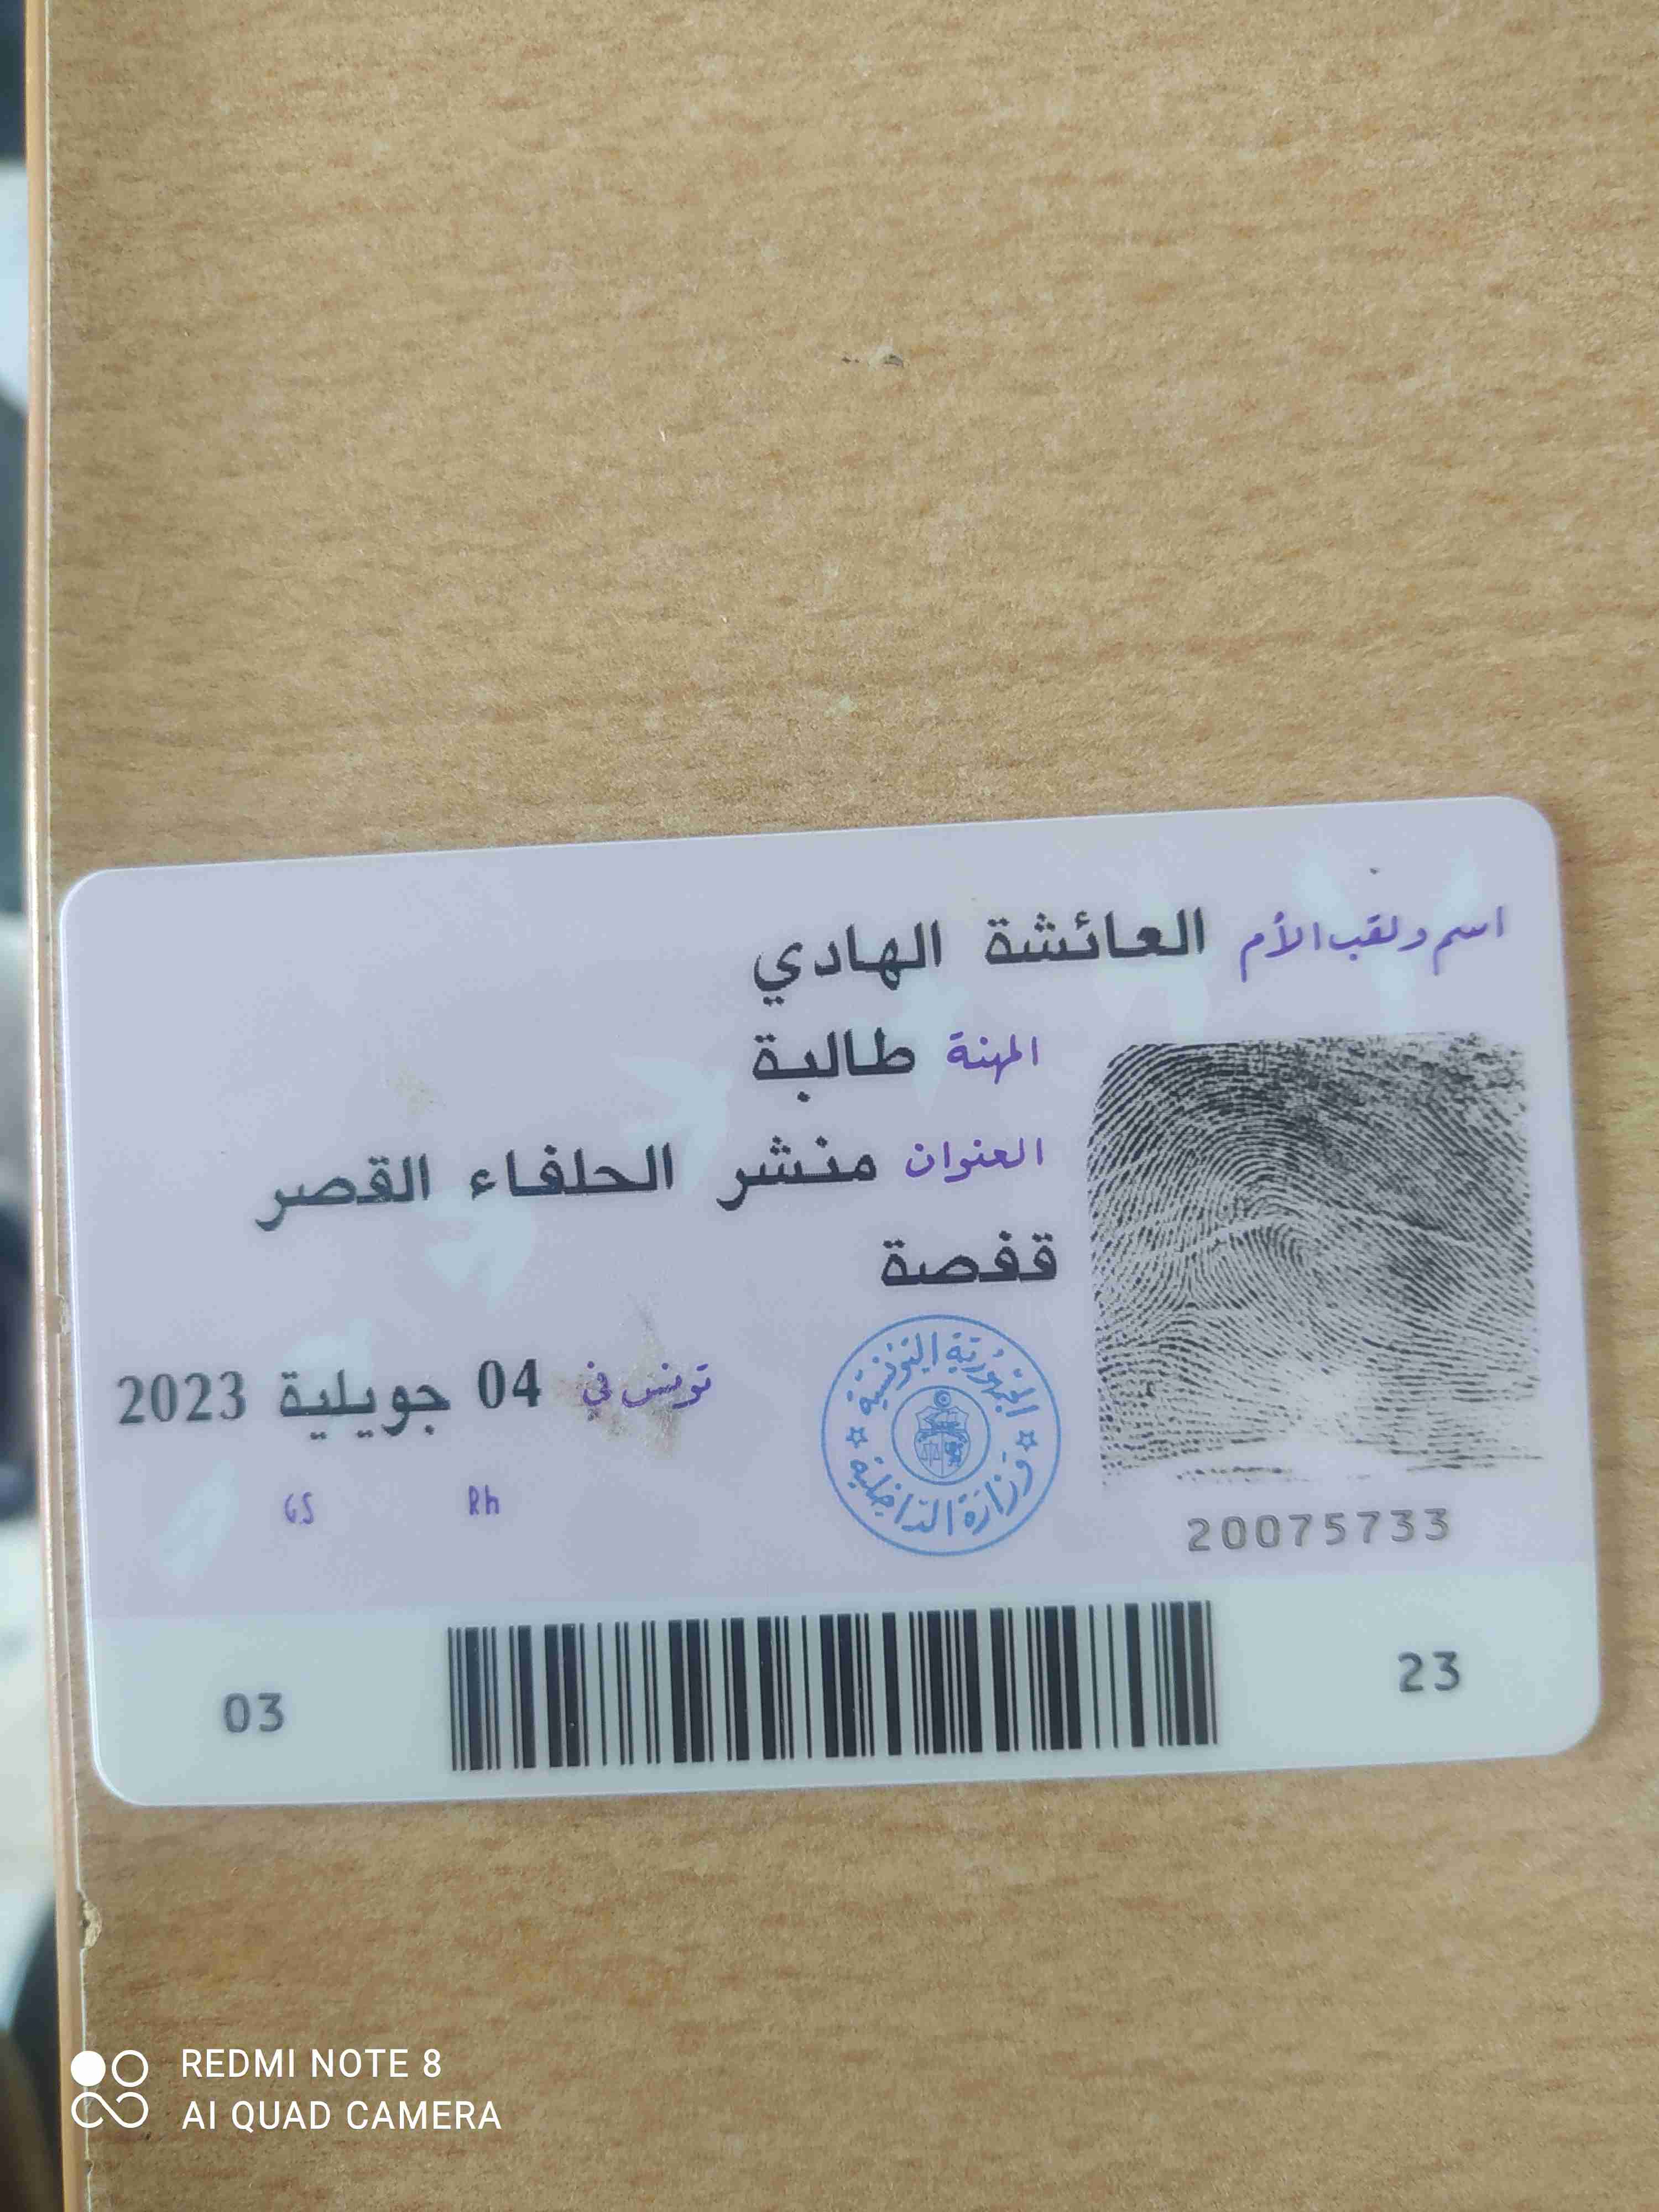 اسم ولقب الأم العائشة الهادي
المهنة طالبة
العنوان منشر الحلفاء القصر
قفصة
تونس في 04 جويلية 2023
الجمهورية التونسية
وزارة الداخلية
Rh
GS
20075733
23
03
REDMI NOTE 8
AI QUAD CAMERA